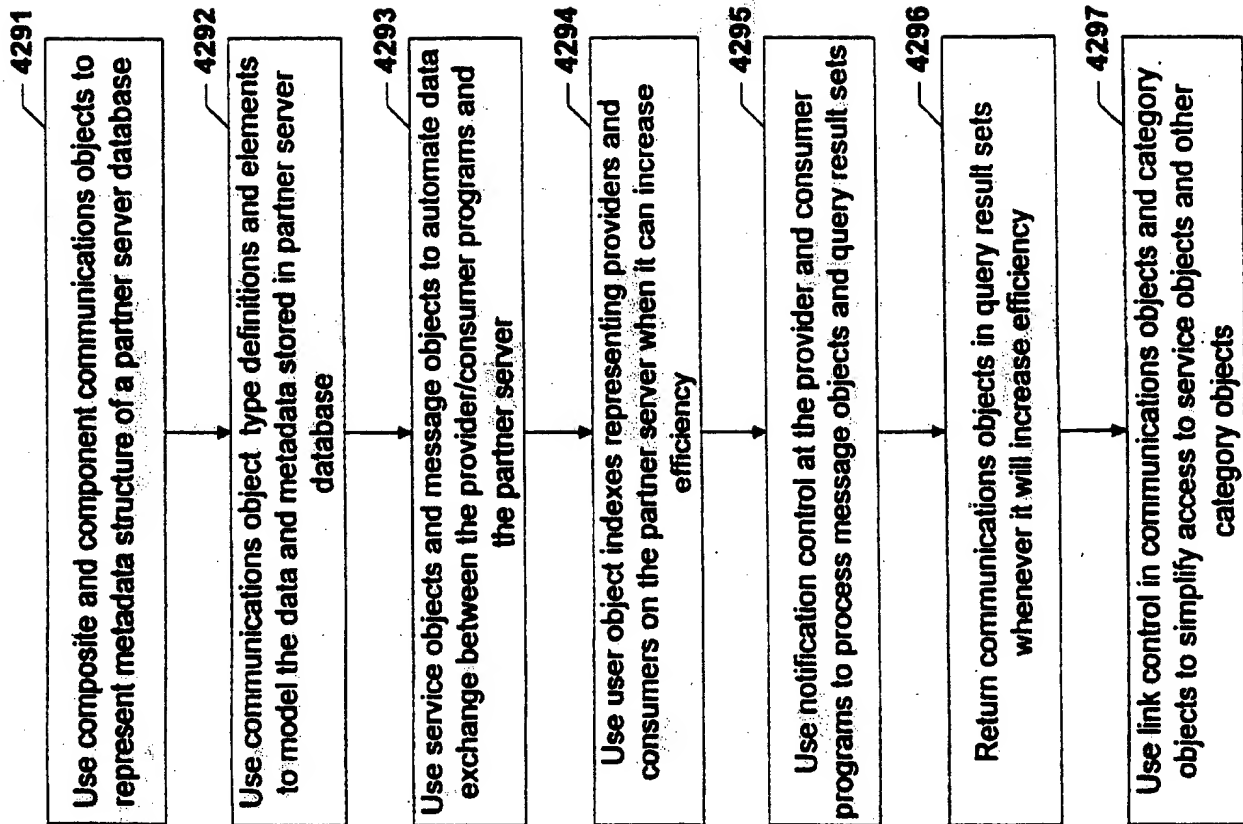 4291
Use composite and component communications objects to
represent metadata structure of a partner server database
4292
Use communications object type definitions and elements
to model the data and metadata stored in partner server
database
4293
Use service objects and message objects to automate data
exchange between the provider/consumer programs and
the partner server
4294
Use user object indexes representing providers and
consumers on the partner server when it can increase
efficiency
4295
Use notification control at the provider and consumer
programs to process message objects and query result sets
4296
Return communications objects in query result sets
whenever it will increase efficiency
4297
Use link control in communications objects and category.
objects to simplify access to service objects and other
category objects